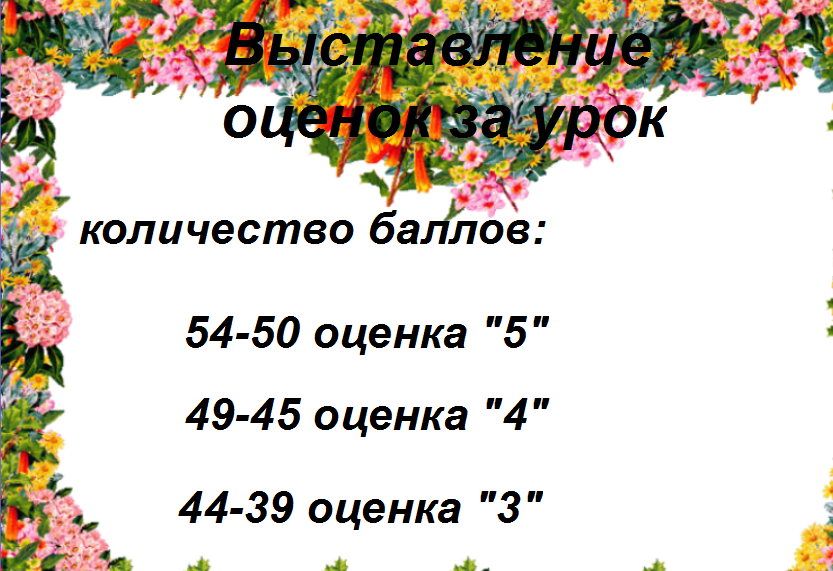 Выставление
оценок за урок
количество баллов:
54-50 оценка "5"
49-45 оценка "4"
44-39 оценка "3"